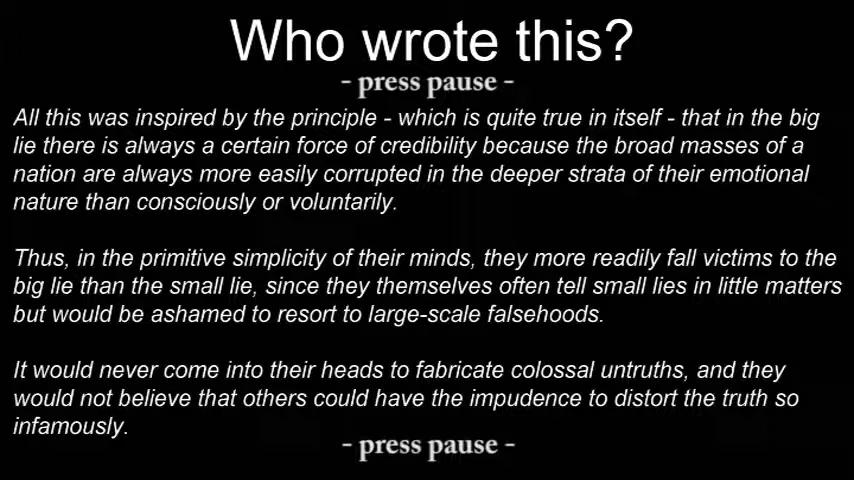 Who wrote this?
- press pause -
All this was inspired by the principle - which is quite true in itself - that in the big
lie there is always a certain force of credibility because the broad masses of a
nation are always more easily corrupted in the deeper strata of their emotional
nature than consciously or voluntarily.
Thus, in the primitive simplicity of their minds, they more readily fall victims to the
big lie than the small lie, since they themselves often tell small lies in little matters
but would be ashamed to resort to large-scale falsehoods.
It would never come into their heads to fabricate colossal untruths, and they
would not believe that others could have the impudence to distort the truth so
infamously.
- press pause -